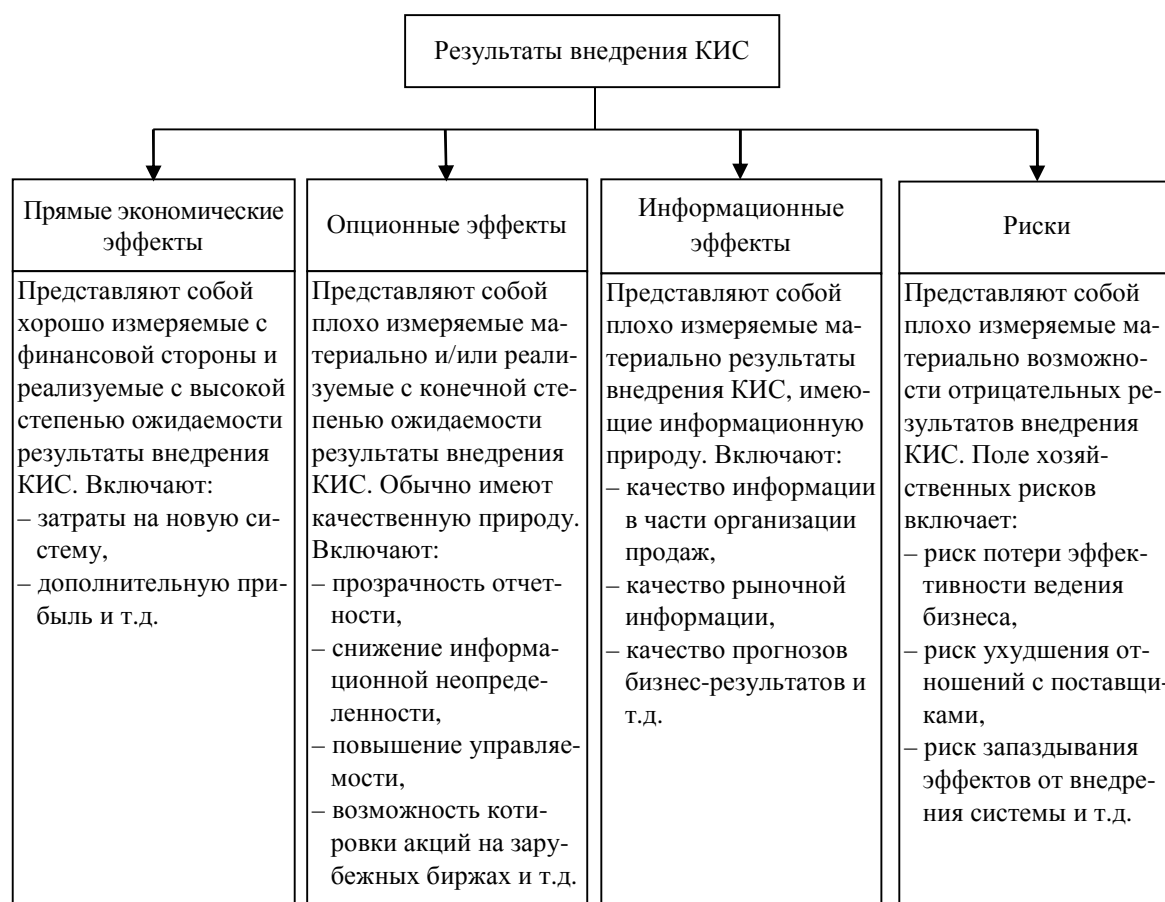 Результаты внедрения КИС
Прямые экономические
эффекты
Представляют собой
хорошо измеряемые с
финансовой стороны и
реализуемые с высокой
степенью ожидаемости
результаты внедрения
КИС. Включают:
– затраты на новую си-
стему,
– дополнительную при-
быль и т.д.
Опционные эффекты
Представляют собой
плохо измеряемые ма-
териально и/или реали-
зуемые с конечной сте-
пенью ожидаемости
результаты внедрения
КИС. Обычно имеют
качественную природу.
Включают:
– прозрачность отчет-
ности,
– снижение информа-
ционной неопреде-
ленности,
– повышение управляе-
мости,
– возможность коти-
ровки акций на зару-
бежных биржах и т.д.
Информационные
эффекты
Представляют собой
плохо измеряемые ма-
териально результаты
внедрения КИС, имею-
щие информационную
природу. Включают:
– качество информации
в части организации
продаж,
– качество рыночной
информации,
– качество прогнозов
бизнес-результатов и
т.д.
Риски
Представляют собой
плохо измеряемые ма-
териально возможно-
сти отрицательных ре-
зультатов внедрения
КИС. Поле хозяй-
ственных рисков
включает:
– риск потери эффек-
тивности ведения
бизнеса,
– риск ухудшения от-
ношений с поставщи-
ками,
– риск запаздывания
эффектов от внедре-
ния системы и т.д.